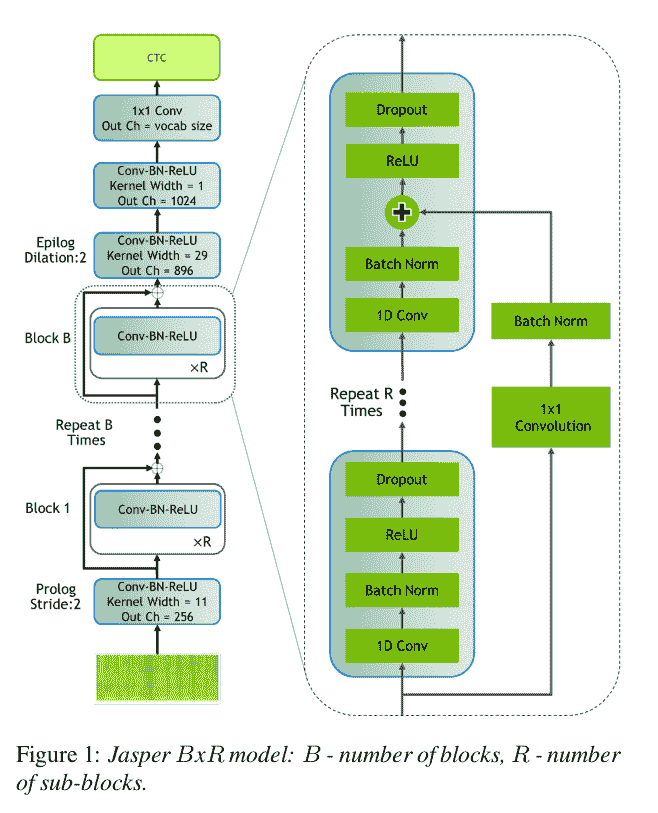 CTC
1x1 Conv
Out Ch = vocab size
Conv-BN-ReLU
Kernel Width = 1
Out Ch = 1024
Epilog
Dilation:2
Conv-BN-ReLU
Kernel Width = 29
Out Ch = 896
Block B
Conv-BN-ReLU
×R
Repeat B
Times
Block 1
Conv-BN-ReLU
×R
Prolog
Stride:2
Conv-BN-ReLU
Kernel Width = 11
Out Ch = 256
Dropout
ReLU
+
Batch Norm
1D Conv
Repeat R
Times
Batch Norm
1x1
Convolution
Dropout
ReLU
Batch Norm
1D Conv
Figure 1: Jasper BxR model: B - number of blocks, R - number
of sub-blocks.